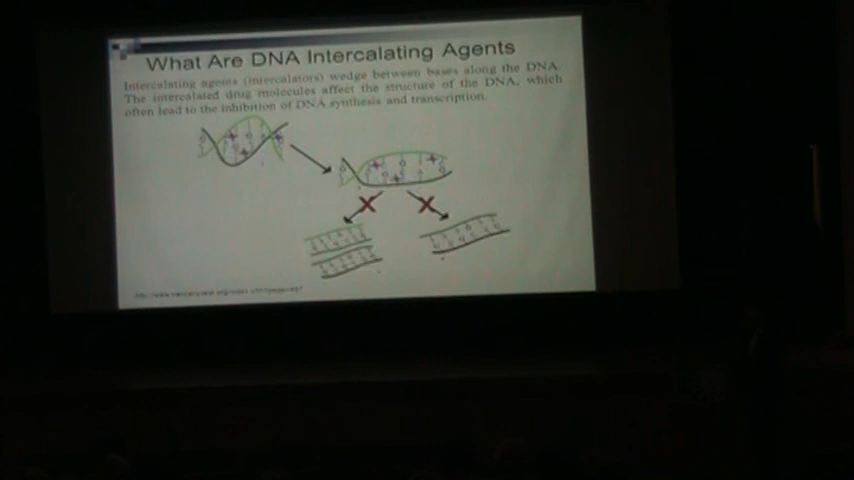 What Are DNA Intercalating Agents
Intercalating agents (intercalators) wedge between bases along the DNA.
The intercalated drug molecules affect the structure of the DNA, which
often lead to the inhibition of DNA synthesis and transcription.
X X